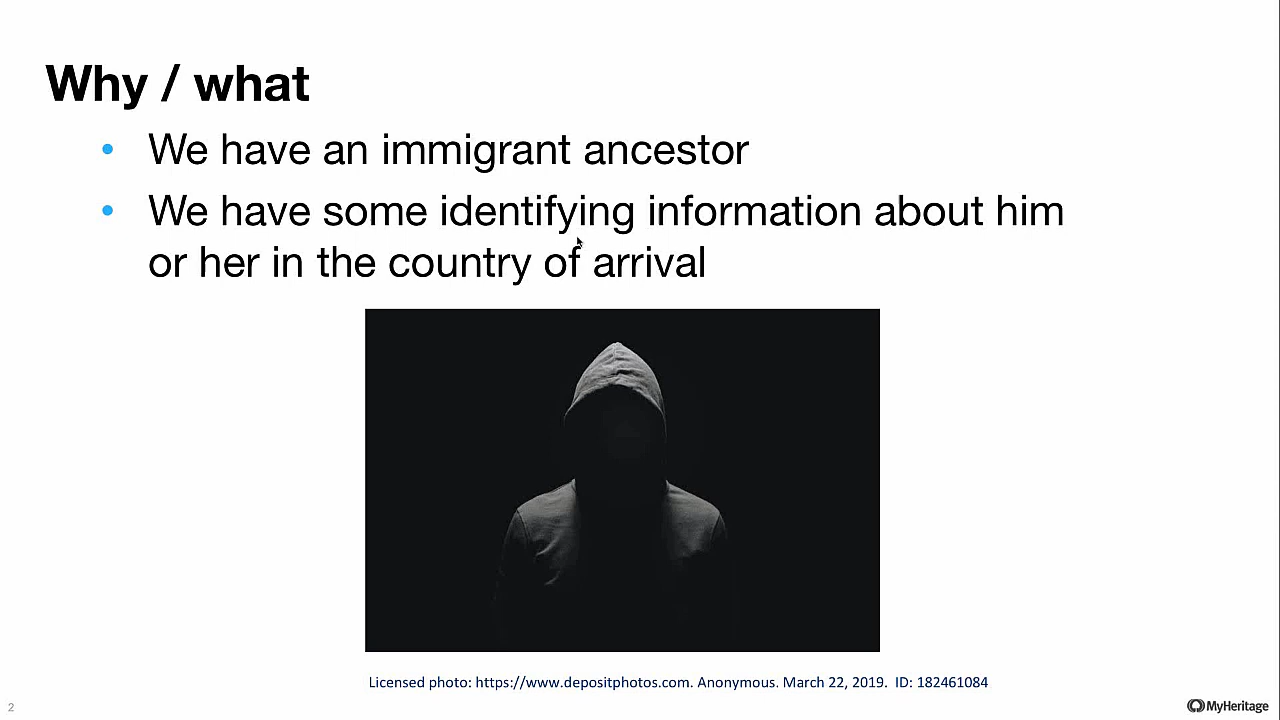 Why / what
• We have an immigrant ancestor
• We have some identifying information about him
or her in the country of arrival
Licensed photo: https://www.depositphotos.com. Anonymous. March 22, 2019. ID: 182461084
2
MyHeritage